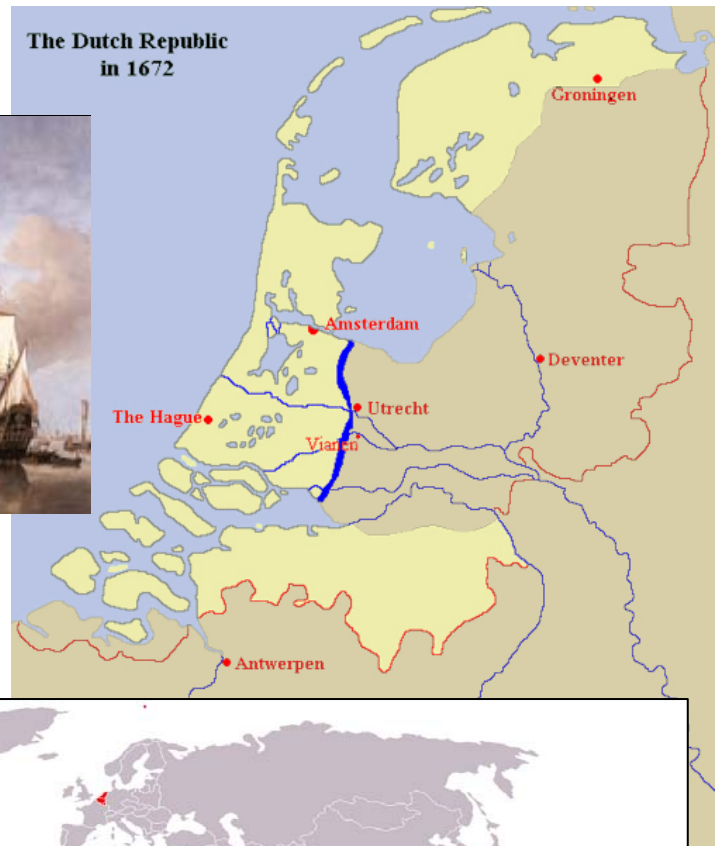 The Dutch Republic
in 1672
Groningen
Amsterdam
Deventer
Utrecht
The Hague
Vianen
Antwerpen